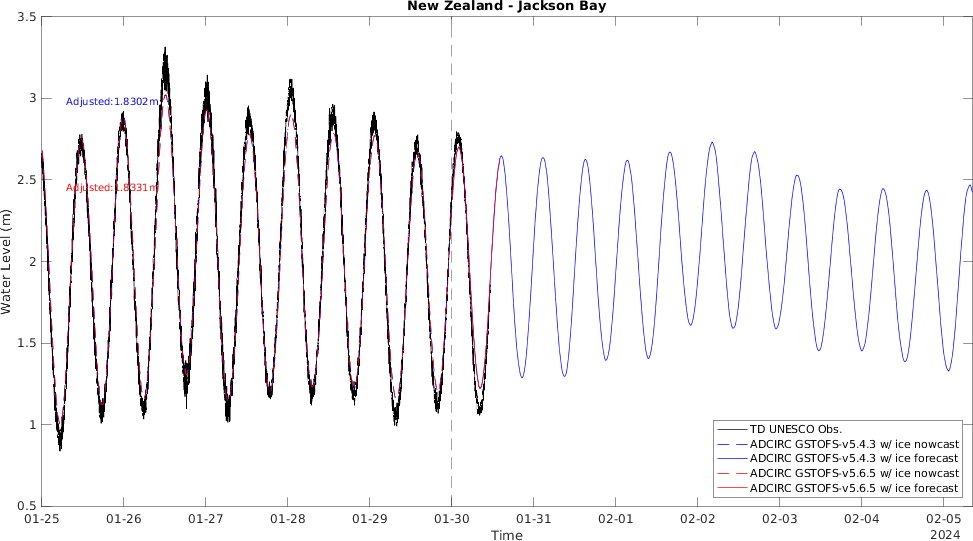 New Zealand - Jackson Bay
3.5
3
2.5
2
1.5
1
0.5
Water Level (m)
Adjusted:1.8302m
Adjusted:1.8331m
TD UNESCO Obs.
ADCIRC GSTOFS-v5.4.3 w/ ice nowcast
ADCIRC GSTOFS-v5.4.3 w/ ice forecast
ADCIRC GSTOFS-v5.6.5 w/ ice nowcast
ADCIRC GSTOFS-v5.6.5 w/ ice forecast
01-25 01-26 01-27 01-28 01-29 01-30 01-31 02-01 02-02 02-03 02-04 02-05
Time
2024